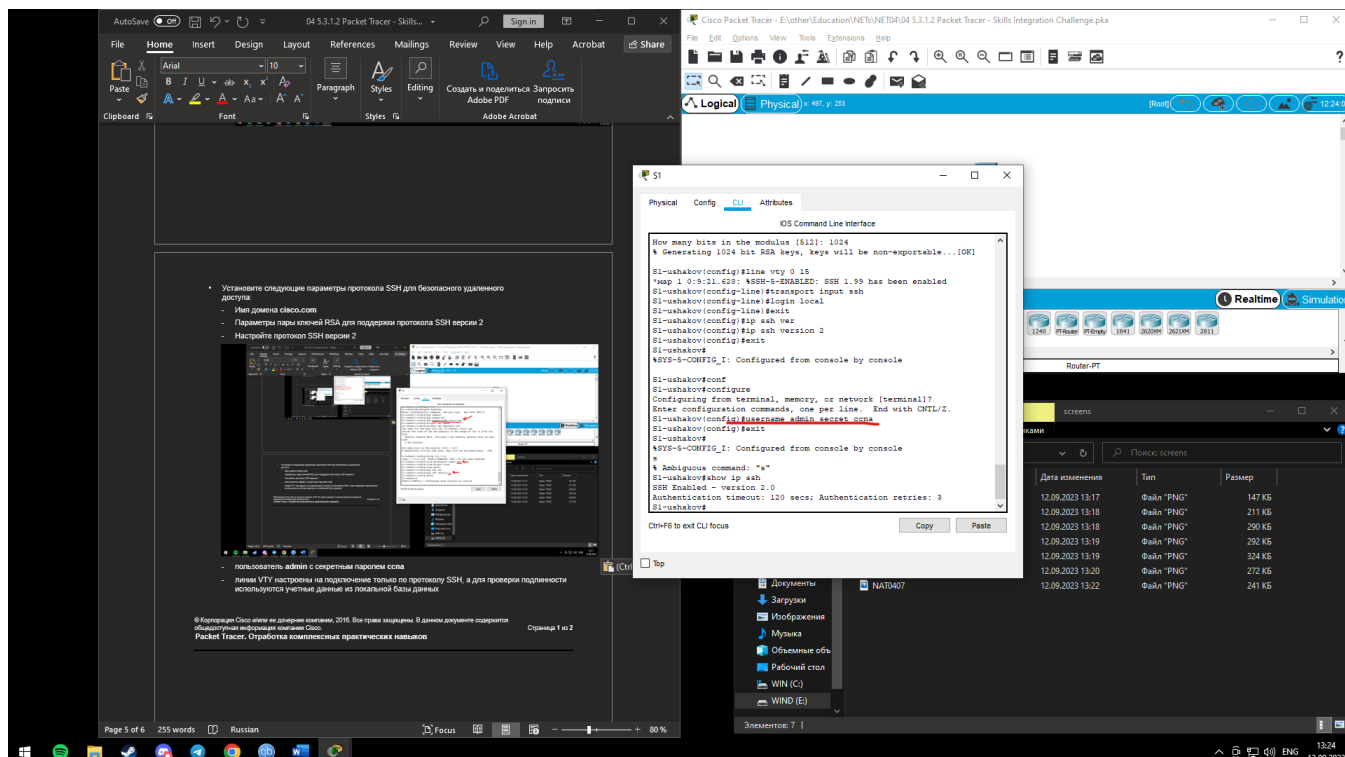 AutoSave Off
04 5.3.1.2 Packet Tracer - Skills...
Sign in
File Home Insert Design Layout References Mailings Review View Help Acrobat Share
Paste
Arial 10
Paragraph
Styles
Editing
Создать и поделиться Adobe PDF
Запросить подписи
Clipboard Font Styles Adobe Acrobat
• Установите следующие параметры протокола SSH для безопасного удаленного
доступа:
- Имя домена cisco.com
- Параметры пары ключей RSA для поддержки протокола SSH версии 2
- Настройте протокол SSH версии 2
- пользователь admin с секретным паролем ccna
- линии VTY настроены на подключение только по протоколу SSH, а для проверки подлинности
используются учетные данные из локальной базы данных
© Корпорация Cisco и/или ее дочерние компании, 2016. Все права защищены. В данном документе содержится
общедоступная информация компании Cisco.
Страница 1 из 2
Packet Tracer. Отработка комплексных практических навыков
(Ctrl
Page 5 of 6 255 words Russian Focus 80 %
Cisco Packet Tracer - E:\other\Education\NETs\NET04\04 5.3.1.2 Packet Tracer - Skills Integration Challenge.pka
File Edit Options View Tools Extensions Help
Logical Physical x: 497, y: 253 [Root] 12:24:0
S1
Physical Config CLI Attributes
IOS Command Line Interface
How many bits in the modulus [512]: 1024
% Generating 1024 bit RSA keys, keys will be non-exportable...[OK]
S1-ushakov(config)#line vty 0 15
*map 1 0:9:21.628: %SSH-5-ENABLED: SSH 1.99 has been enabled
S1-ushakov(config-line)#transport input ssh
S1-ushakov(config-line)#login local
S1-ushakov(config-line)#exit
S1-ushakov(config)#ip ssh ver
S1-ushakov(config)#ip ssh version 2
S1-ushakov(config)#exit
S1-ushakov#
%SYS-5-CONFIG_I: Configured from console by console
S1-ushakov#conf
S1-ushakov#configure
Configuring from terminal, memory, or network [terminal]?
Enter configuration commands, one per line. End with CNTL/Z.
S1-ushakov(config)#username admin secret ccna
S1-ushakov(config)#exit
S1-ushakov#
%SYS-5-CONFIG_I: Configured from console by console
s
% Ambiguous command: "s"
S1-ushakov#show ip ssh
SSH Enabled - version 2.0
Authentication timeout: 120 secs; Authentication retries: 3
S1-ushakov#
Ctrl+F6 to exit CLI focus
Copy Paste
Top
Realtime Simulatio
1240 PT-Router PT-Empty 1841 2620XM 2621XM 2811
Router-PT
screens
нками
Поиск: screens
Дата изменения Тип Размер
12.09.2023 13:17 Файл "PNG" 147 КБ
12.09.2023 13:18 Файл "PNG" 211 КБ
12.09.2023 13:18 Файл "PNG" 290 КБ
12.09.2023 13:19 Файл "PNG" 292 КБ
12.09.2023 13:19 Файл "PNG" 324 КБ
12.09.2023 13:20 Файл "PNG" 272 КБ
NAT0407 12.09.2023 13:22 Файл "PNG" 241 КБ
Документы
Загрузки
Изображения
Музыка
Объемные объ
Рабочий стол
WIN (C:)
WIND (E:)
Элементов: 7
ENG
13:24